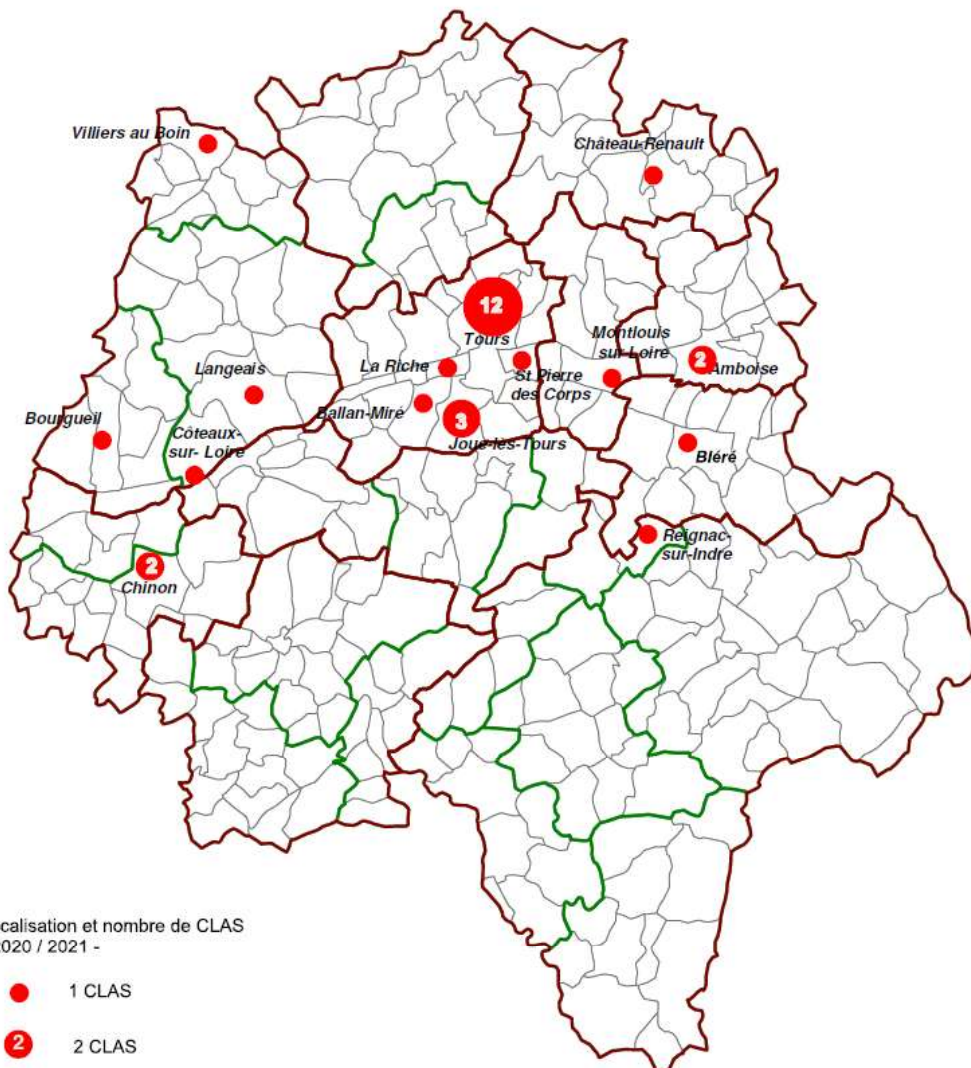 Villiers au Boin
Château-Renault
12
Tours
Montlouis
sur Loire
La Riche
2
Amboise
Langeais
St Pierre
des Corps
Ballan-Miré
3
Bourgueil
Joue-lès-Tours
Côteaux-
sur- Loire
Bléré
Reignac-
sur-Indre
2
Chinon
calisation et nombre de CLAS
2020 / 2021 -
1 CLAS
2
2 CLAS